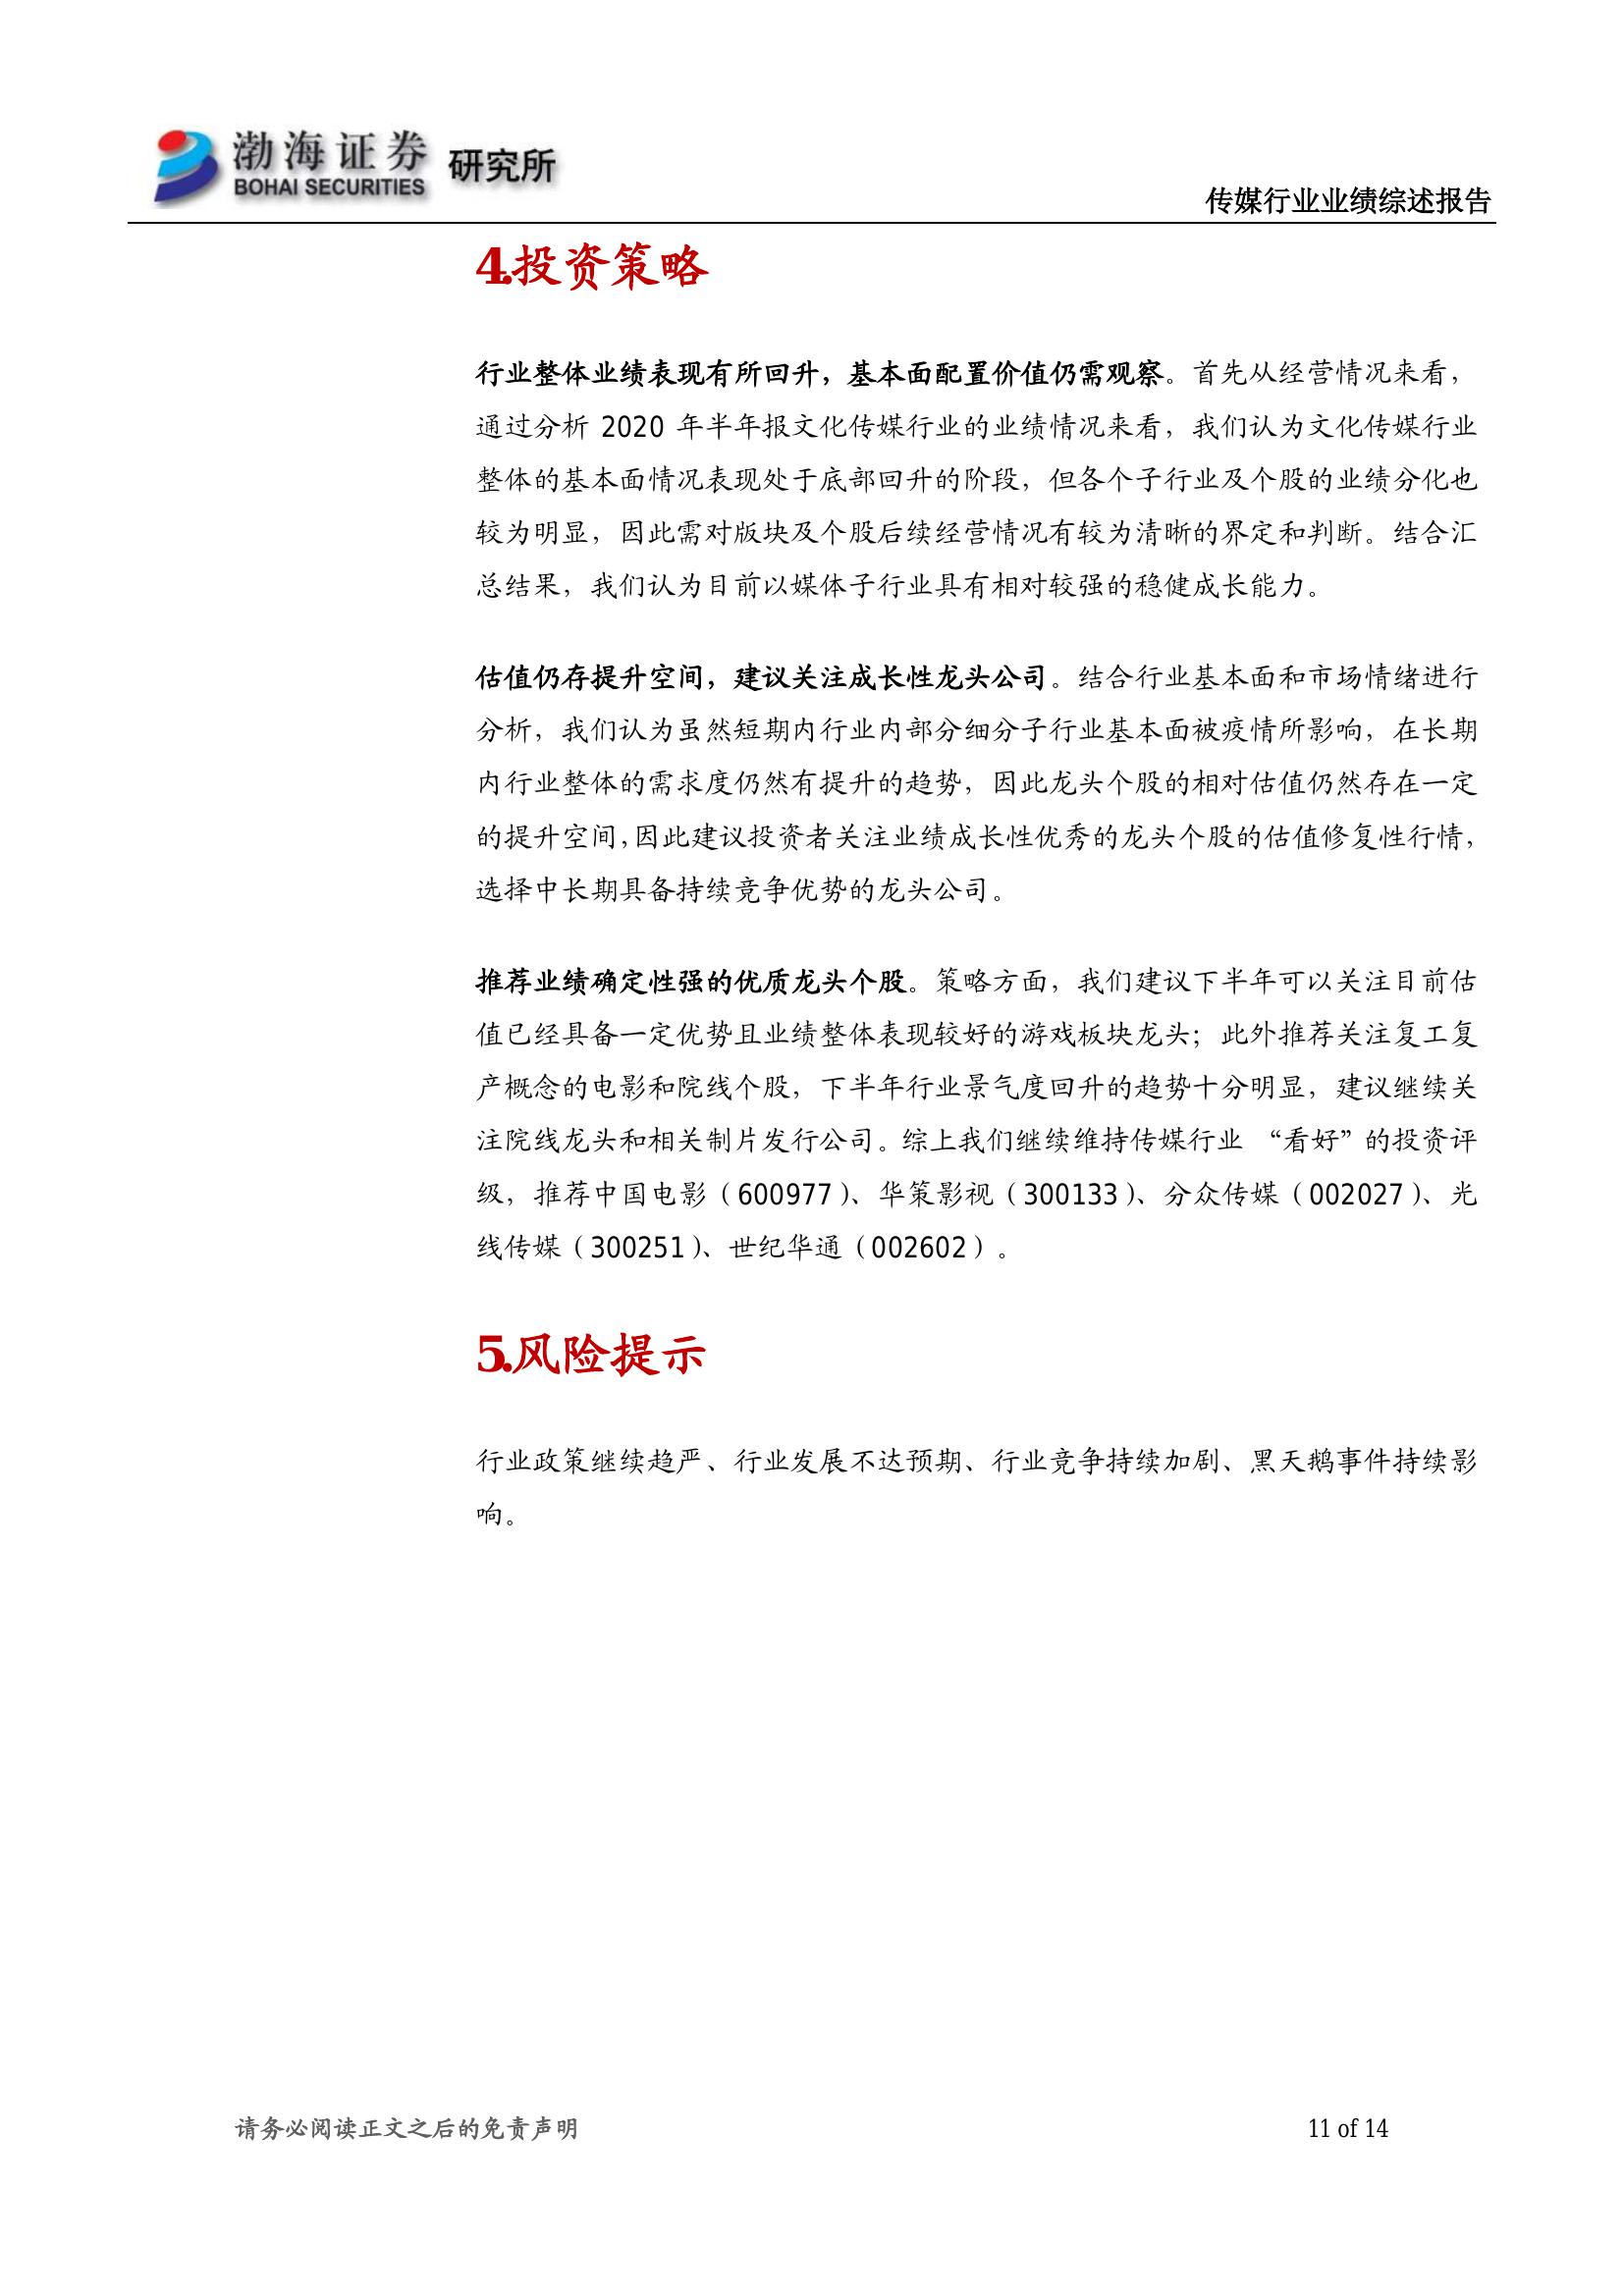 渤海证券 研究所
BOHAI SECURITIES
传媒行业业绩综述报告
4.投资策略
行业整体业绩表现有所回升，基本面配置价值仍需观察。首先从经营情况来看，
通过分析 2020 年半年报文化传媒行业的业绩情况来看，我们认为文化传媒行业
整体的基本面情况表现处于底部回升的阶段，但各个子行业及个股的业绩分化也
较为明显，因此需对版块及个股后续经营情况有较为清晰的界定和判断。结合汇
总结果，我们认为目前以媒体子行业具有相对较强的稳健成长能力。
估值仍存提升空间，建议关注成长性龙头公司。结合行业基本面和市场情绪进行
分析，我们认为虽然短期内行业内部分细分子行业基本面被疫情所影响，在长期
内行业整体的需求度仍然有提升的趋势，因此龙头个股的相对估值仍然存在一定
的提升空间，因此建议投资者关注业绩成长性优秀的龙头个股的估值修复性行情，
选择中长期具备持续竞争优势的龙头公司。
推荐业绩确定性强的优质龙头个股。策略方面，我们建议下半年可以关注目前估
值已经具备一定优势且业绩整体表现较好的游戏板块龙头；此外推荐关注复工复
产概念的电影和院线个股，下半年行业景气度回升的趋势十分明显，建议继续关
注院线龙头和相关制片发行公司。综上我们继续维持传媒行业 “看好”的投资评
级，推荐中国电影（600977）、华策影视（300133）、分众传媒（002027）、光
线传媒（300251）、世纪华通（002602）。
5.风险提示
行业政策继续趋严、行业发展不达预期、行业竞争持续加剧、黑天鹅事件持续影
响。
请务必阅读正文之后的免责声明
11 of 14